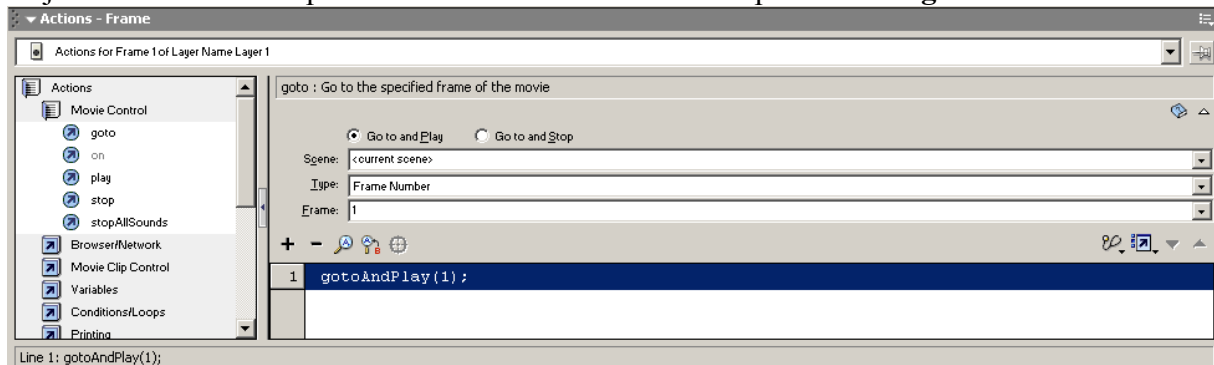 Actions - Frame
Actions for Frame 1 of Layer Name Layer 1
Actions
Movie Control
goto
on
play
stop
stopAllSounds
Browser/Network
Movie Clip Control
Variables
Conditions/Loops
Printing
goto : Go to the specified frame of the movie
Go to and Play
Go to and Stop
Scene: <current scene>
Type: Frame Number
Frame: 1
1 gotoAndPlay(1);
Line 1: gotoAndPlay(1);